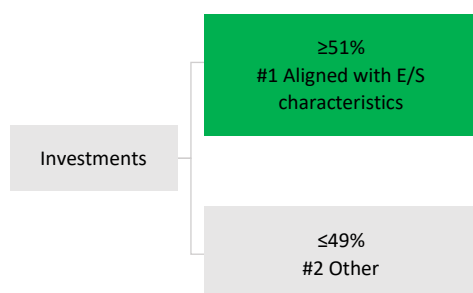 ≥51%
#1 Aligned with E/S
characteristics
Investments
≤49%
#2 Other